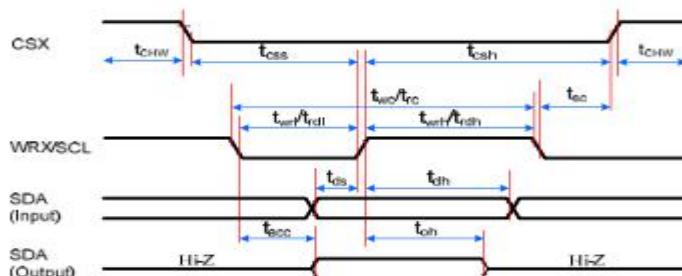 CSX
tCHW tcss tcsh tCHW
twc/trc tsc
twrl/trdl twrh/trdh
WRX/SCL
tds tdh
SDA
(Input)
tacc toh
SDA
(Output) Hi-Z Hi-Z